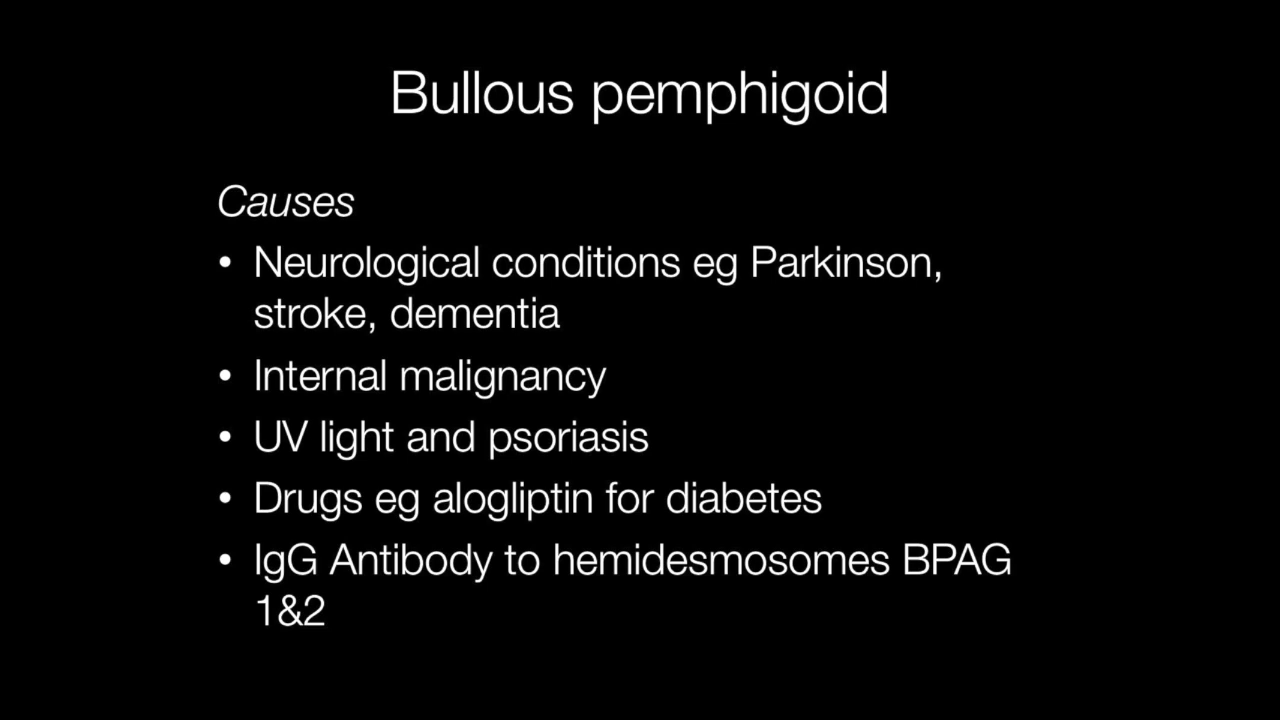 Bullous pemphigoid
Causes
• Neurological conditions eg Parkinson,
stroke, dementia
• Internal malignancy
• UV light and psoriasis
• Drugs eg alogliptin for diabetes
• IgG Antibody to hemidesmosomes BPAG
1&2